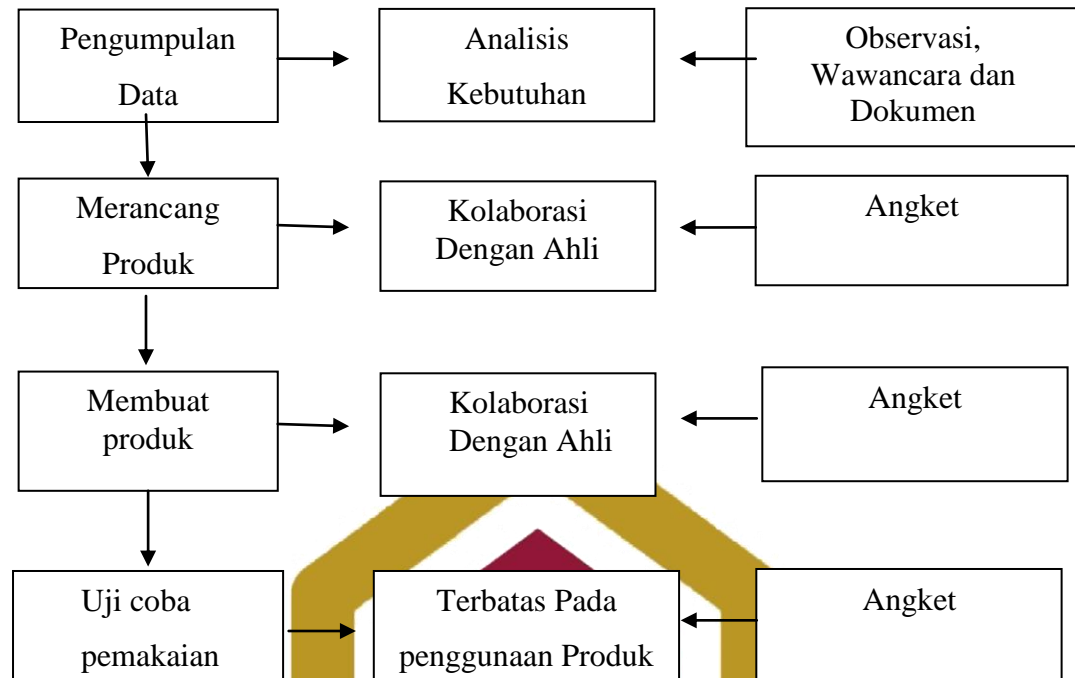 Pengumpulan
Data
Analisis
Kebutuhan
Observasi,
Wawancara dan
Dokumen
Merancang
Produk
Kolaborasi
Dengan Ahli
Angket
Membuat
produk
Kolaborasi
Dengan Ahli
Angket
Uji coba
pemakaian
Terbatas Pada
penggunaan Produk
Angket